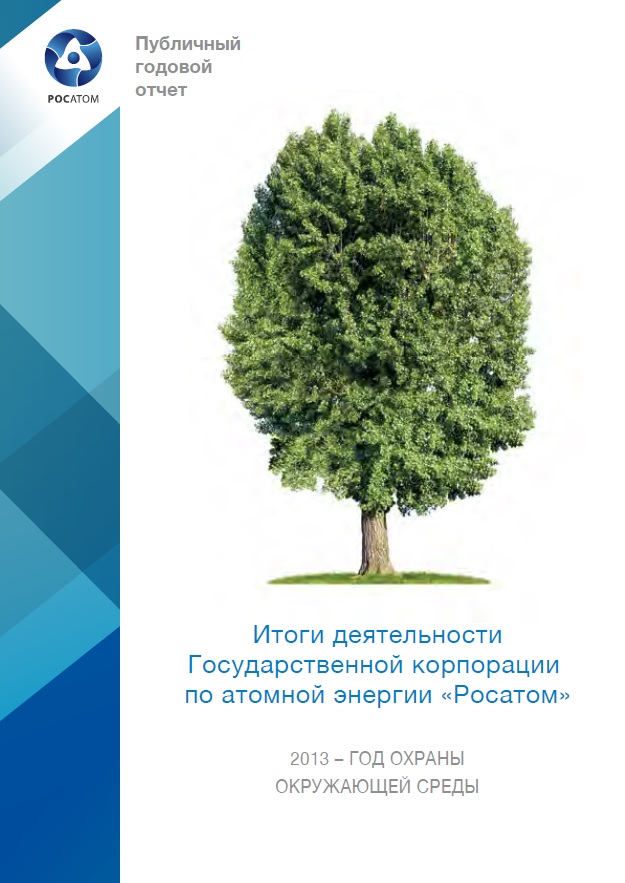 Публичный
годовой
отчет
РОСАТОМ
Итоги деятельности
Государственной корпорации
по атомной энергии «Росатом»
2013 – ГОД ОХРАНЫ
ОКРУЖАЮЩЕЙ СРЕДЫ